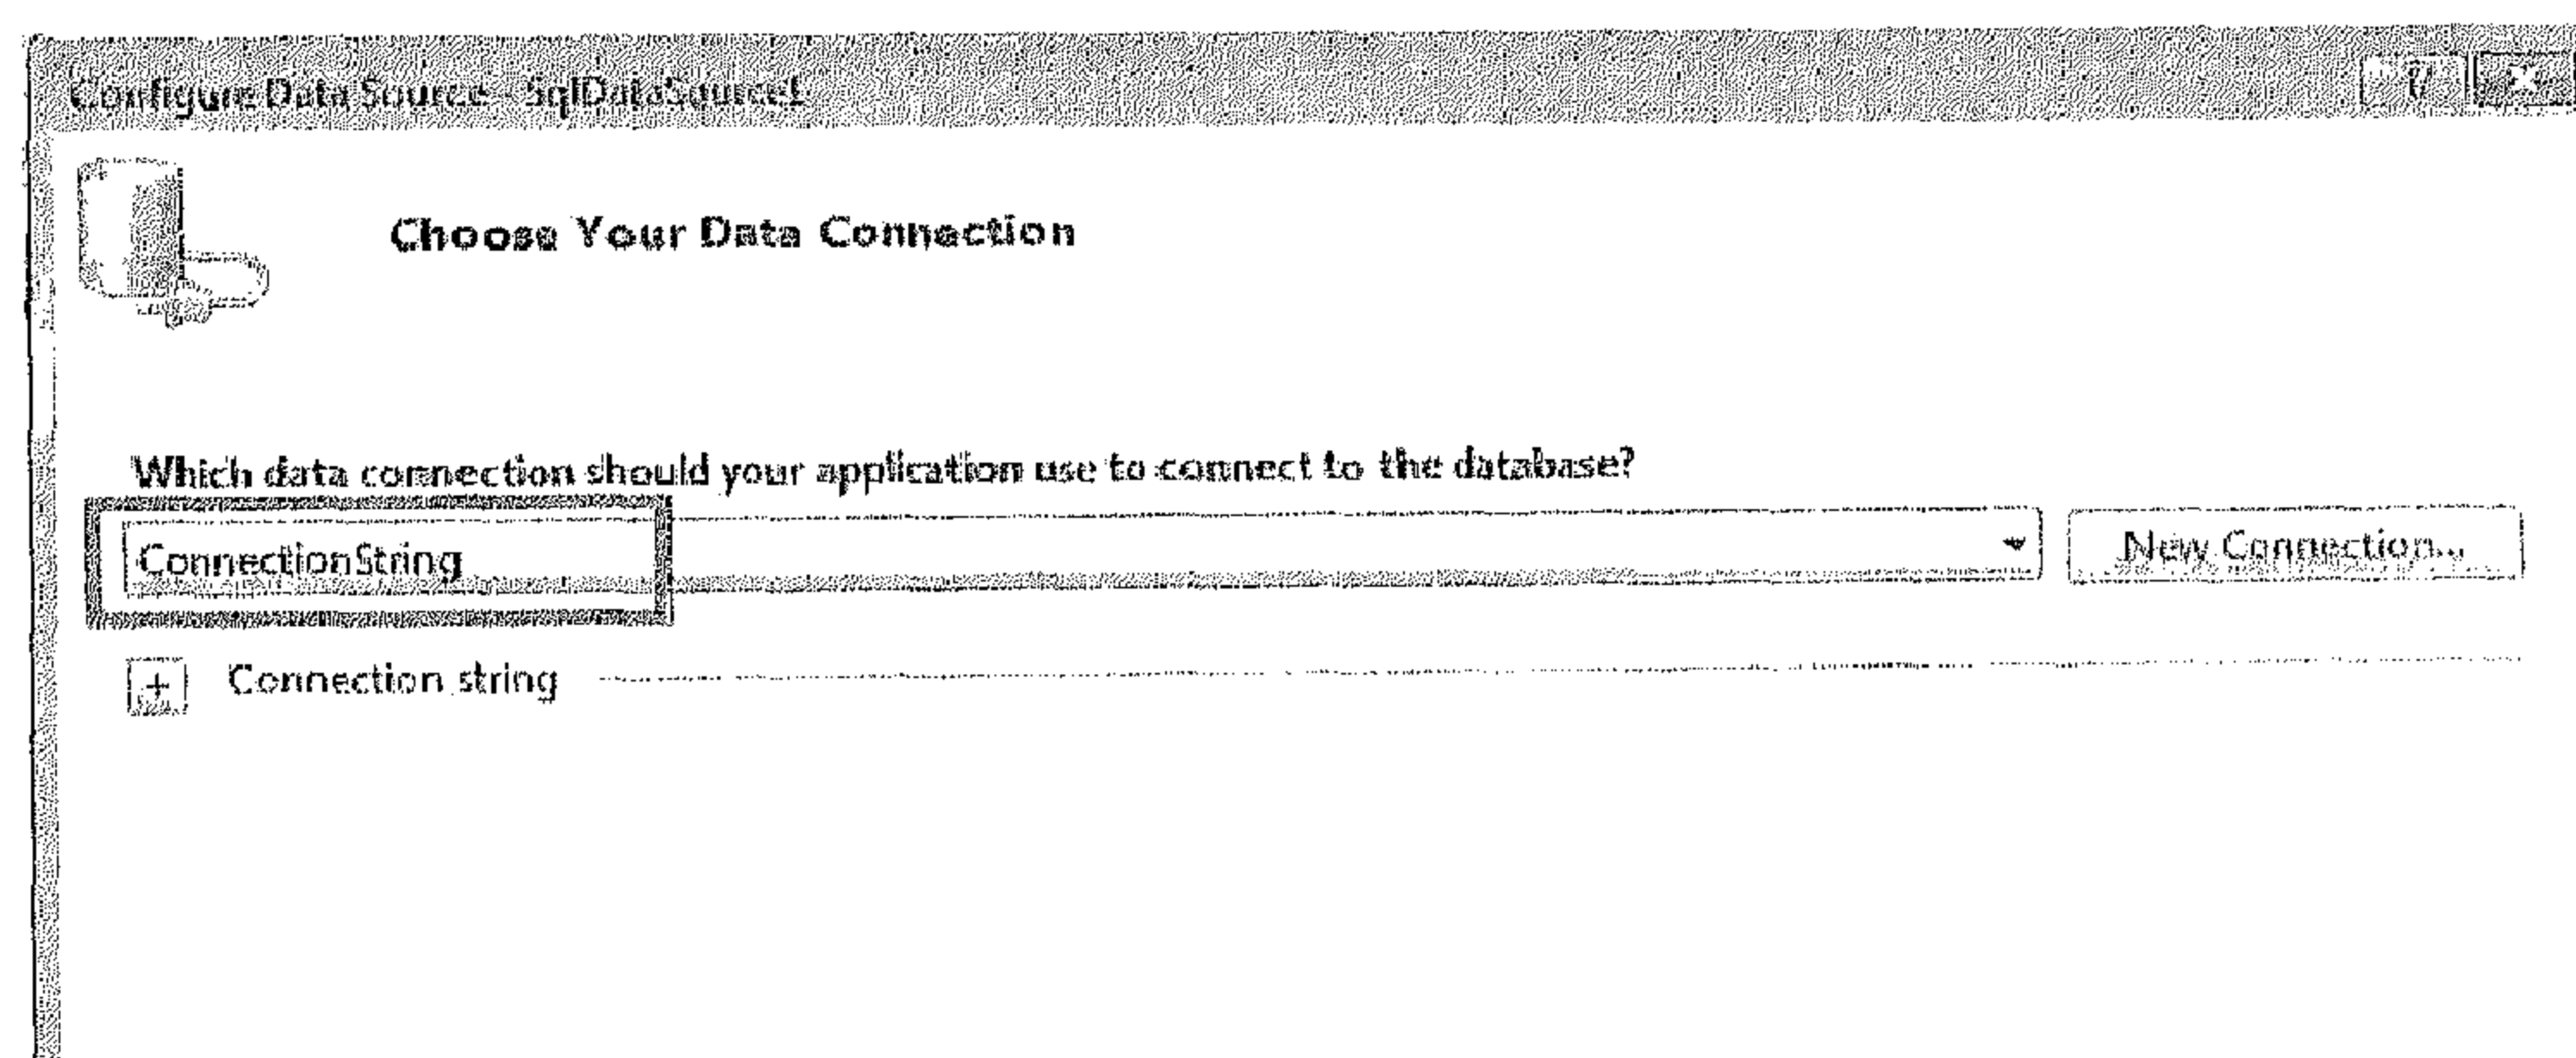 Configure Data Source - SqlDataSource1
Choose Your Data Connection
Which data connection should your application use to connect to the database?
ConnectionString
New Connection...
Connection string